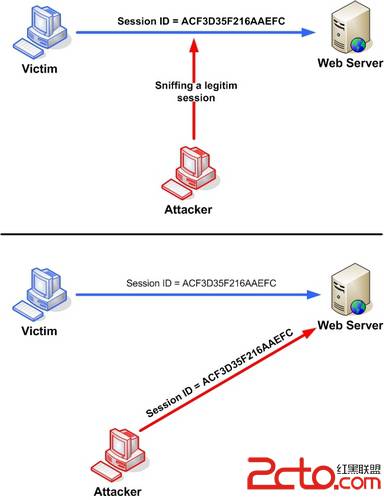 Session ID = ACF3D35F216AAEFC
Victim
Web Server
Sniffing a legitim
session
Attacker
Session ID = ACF3D35F216AAEFC
Victim
Web Server
Session ID = ACF3D35F216AAEFC
Attacker
2cto
红黑联盟
.com